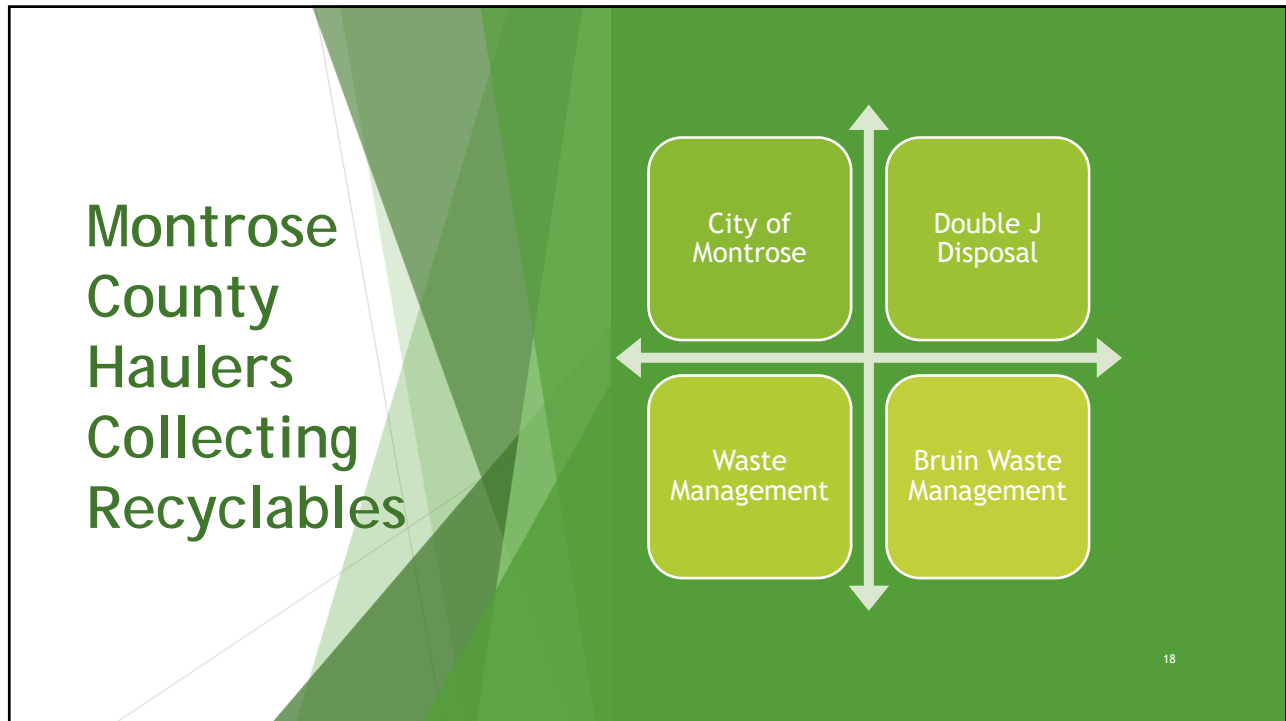 Montrose
County
Haulers
Collecting
Recyclables
City of
Montrose
Double J
Disposal
Waste
Management
Bruin Waste
Management
18